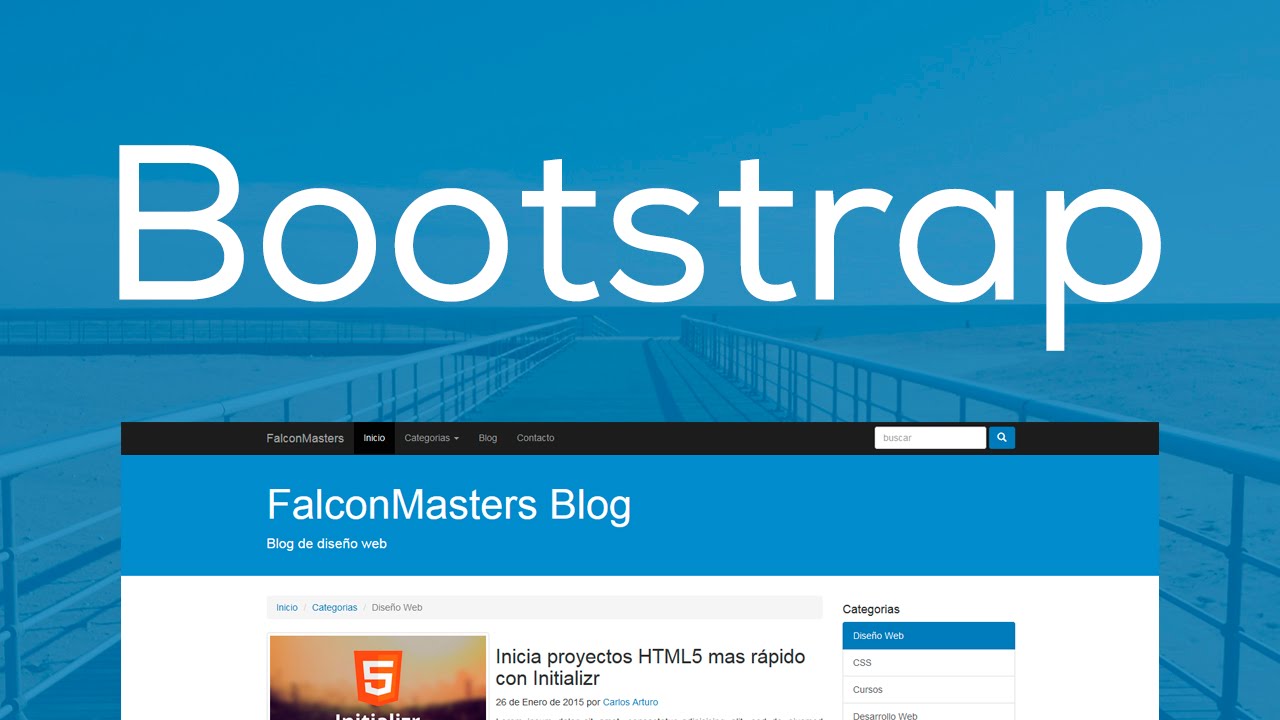 Bootstrap
FalconMasters Inicio Categorias Blog Contacto buscar
FalconMasters Blog
Blog de diseño web
Inicio / Categorias / Diseño Web
Inicia proyectos HTML5 mas rápido
con Initializr
26 de Enero de 2015 por Carlos Arturo
5
Initializr
Categorias
Diseño Web
CSS
Cursos
Desarrollo Web